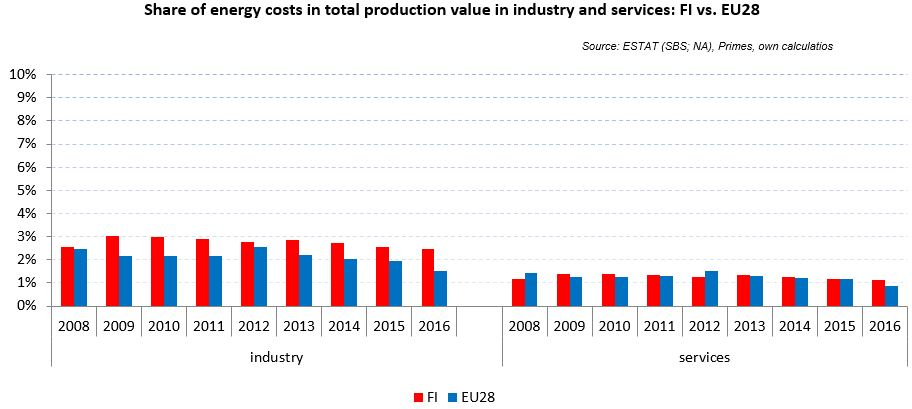 Share of energy costs in total production value in industry and services: FI vs. EU28
Source: ESTAT (SBS; NA), Primes, own calculatios
10%
9%
8%
7%
6%
5%
4%
3%
2%
1%
0%
2008 2009 2010 2011 2012 2013 2014 2015 2016 2008 2009 2010 2011 2012 2013 2014 2015 2016
industry services
FI EU28